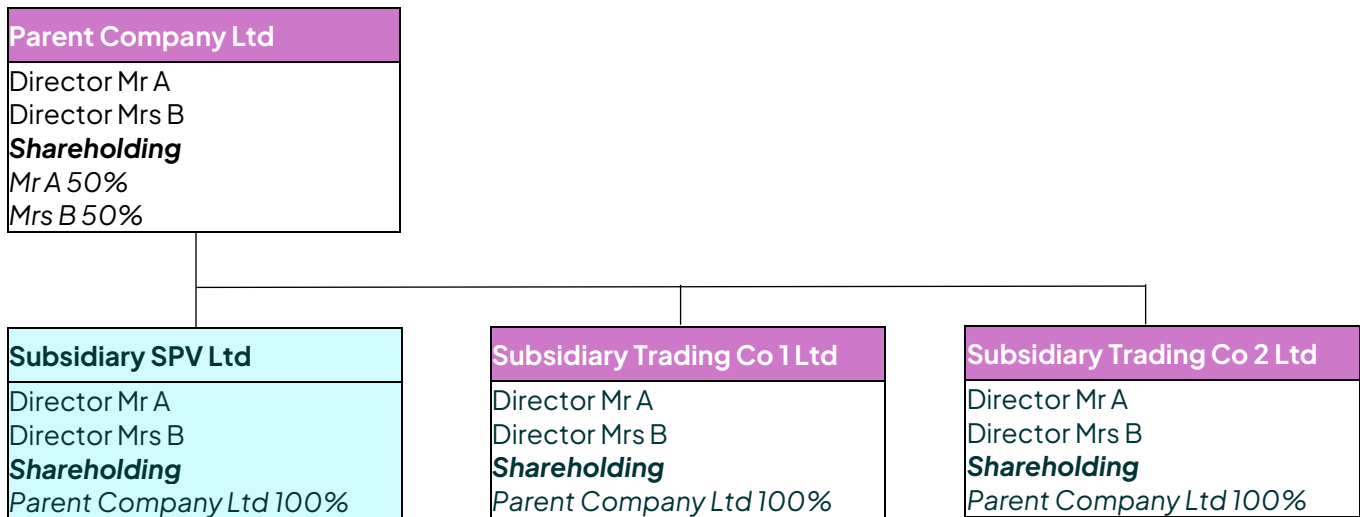 Parent Company Ltd
Director Mr A
Director Mrs B
Shareholding
Mr A 50%
Mrs B 50%
Subsidiary SPV Ltd
Director Mr A
Director Mrs B
Shareholding
Parent Company Ltd 100%
Subsidiary Trading Co 1 Ltd
Director Mr A
Director Mrs B
Shareholding
Parent Company Ltd 100%
Subsidiary Trading Co 2 Ltd
Director Mr A
Director Mrs B
Shareholding
Parent Company Ltd 100%